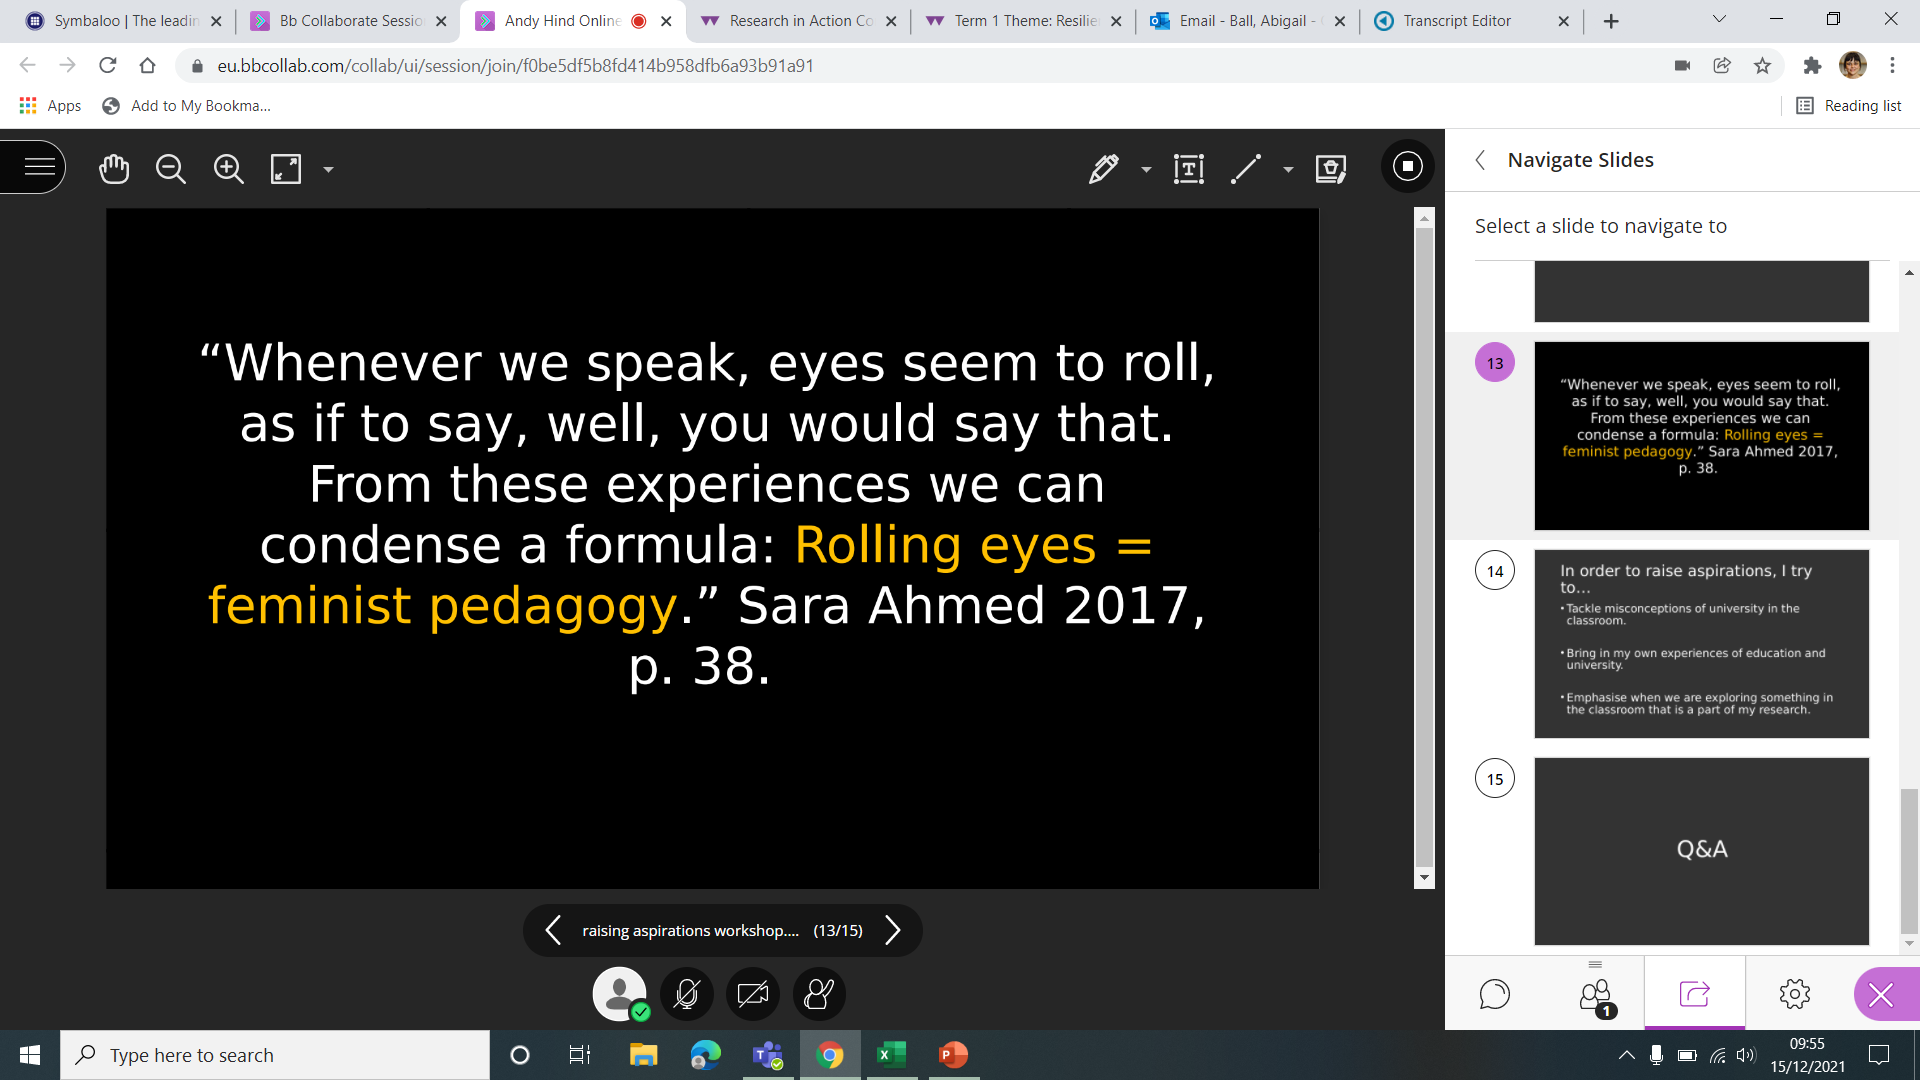 Symbaloo | The leadin
Bb Collaborate Sessio
Andy Hind Online
Research in Action Co
Term 1 Theme: Resilie
Email - Ball, Abigail -
Transcript Editor
eu.bbcollab.com/collab/ui/session/join/f0be5df5b8fd414b958dfb6a93b91a91
Apps
Add to My Bookma...
Reading list
“Whenever we speak, eyes seem to roll,
as if to say, well, you would say that.
From these experiences we can
condense a formula: Rolling eyes =
feminist pedagogy.” Sara Ahmed 2017,
p. 38.
raising aspirations workshop.... (13/15)
Navigate Slides
Select a slide to navigate to
13
“Whenever we speak, eyes seem to roll,
as if to say, well, you would say that.
From these experiences we can
condense a formula: Rolling eyes =
feminist pedagogy.” Sara Ahmed 2017,
p. 38.
14
In order to raise aspirations, I try
to...
• Tackle misconceptions of university in the
classroom.
• Bring in my own experiences of education and
university.
• Emphasise when we are exploring something in
the classroom that is a part of my research.
15
Q&A
1
Type here to search
09:55
15/12/2021